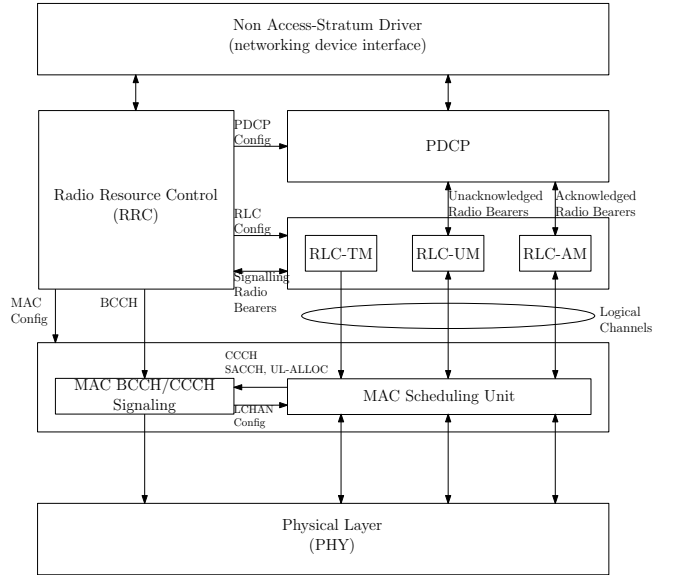 Non Access-Stratum Driver
(networking device interface)
PDCP
Config
PDCP
Radio Resource Control
(RRC)
Unacknowledged
Radio Bearers
Acknowledged
Radio Bearers
RLC
Config
RLC-TM
RLC-UM
RLC-AM
Signalling
Radio
Bearers
MAC
Config
BCCH
Logical
Channels
CCCH
SACCH, UL-ALLOC
MAC BCCH/CCCH
Signaling
MAC Scheduling Unit
LCHAN
Config
Physical Layer
(PHY)